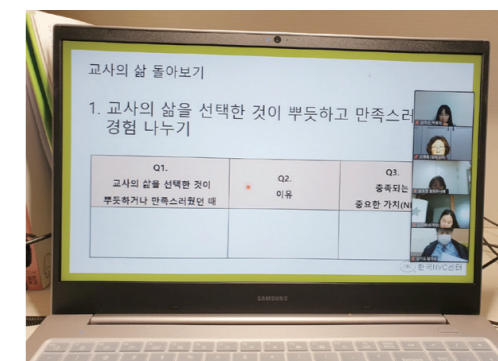 교사의 삶 돌아보기
1. 교사의 삶을 선택한 것이 뿌듯하고 만족스러
경험 나누기
Q1.
교사의 삶을 선택한 것이
뿌듯하거나 만족스러웠던 때
Q2.
이유
Q3.
충족되는
중요한 가치(N
한국NVC센터
SAMSUNG